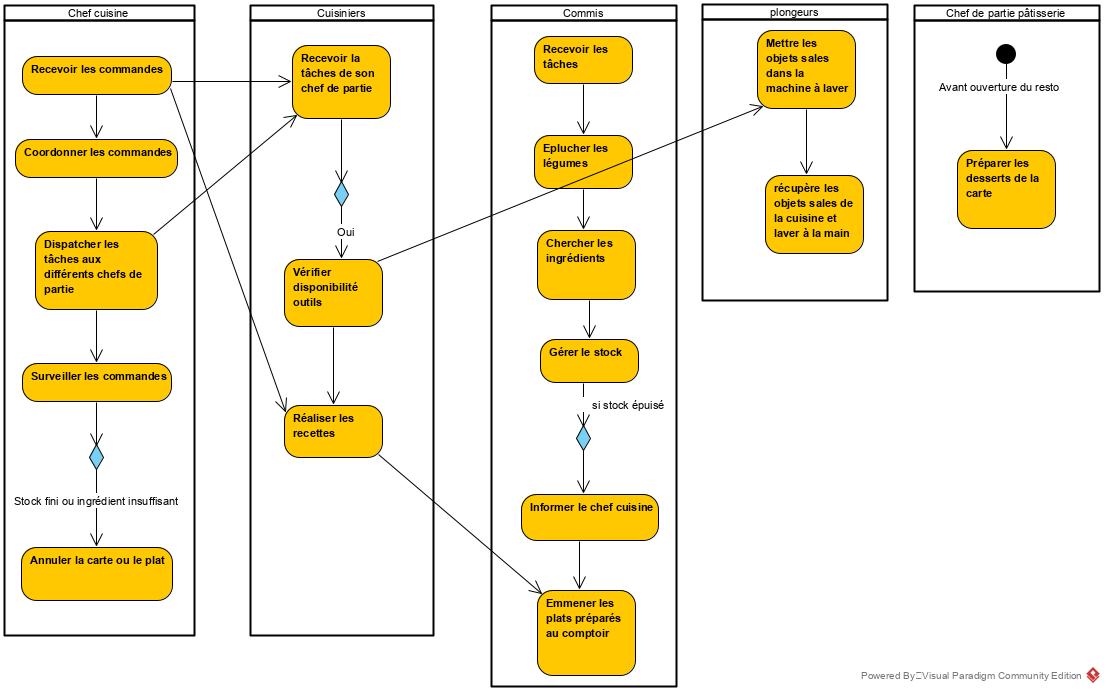 Chef cuisine
Recevoir les commandes
Coordonner les commandes
Dispatcher les
tâches aux
différents chefs de
partie
Surveiller les commandes
Stock fini ou ingrédient insuffisant
Annuler la carte ou le plat
Cuisiniers
Recevoir la
tâches de son
chef de partie
Oui
Vérifier
disponibilité
outils
Réaliser les
recettes
Commis
Recevoir les
tâches
Eplucher les
légumes
Chercher les
ingrédients
Gérer le stock
si stock épuisé
Informer le chef cuisine
Emmener les
plats préparés
au comptoir
plongeurs
Mettre les
objets sales
dans la
machine à laver
récupère les
objets sales de
la cuisine et
laver à la main
Chef de partie pâtisserie
Avant ouverture du resto
Préparer les
desserts de la
carte
Powered By Visual Paradigm Community Edition